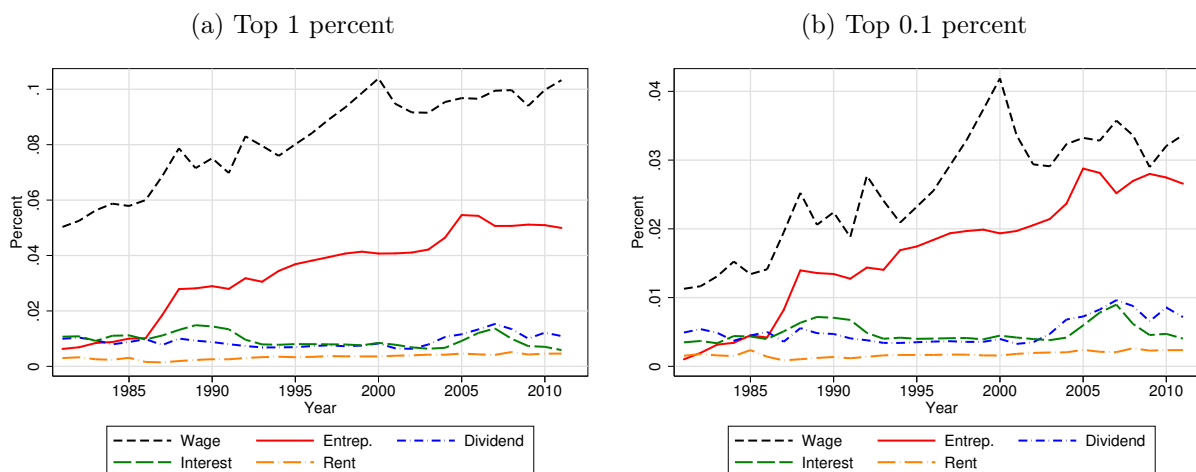 (a) Top 1 percent
Percent
0 .02 .04 .06 .08 .1
1985 1990 1995 2000 2005 2010
Year
Wage Entrep. Dividend
Interest Rent
(b) Top 0.1 percent
Percent
0 .01 .02 .03 .04
1985 1990 1995 2000 2005 2010
Year
Wage Entrep. Dividend
Interest Rent